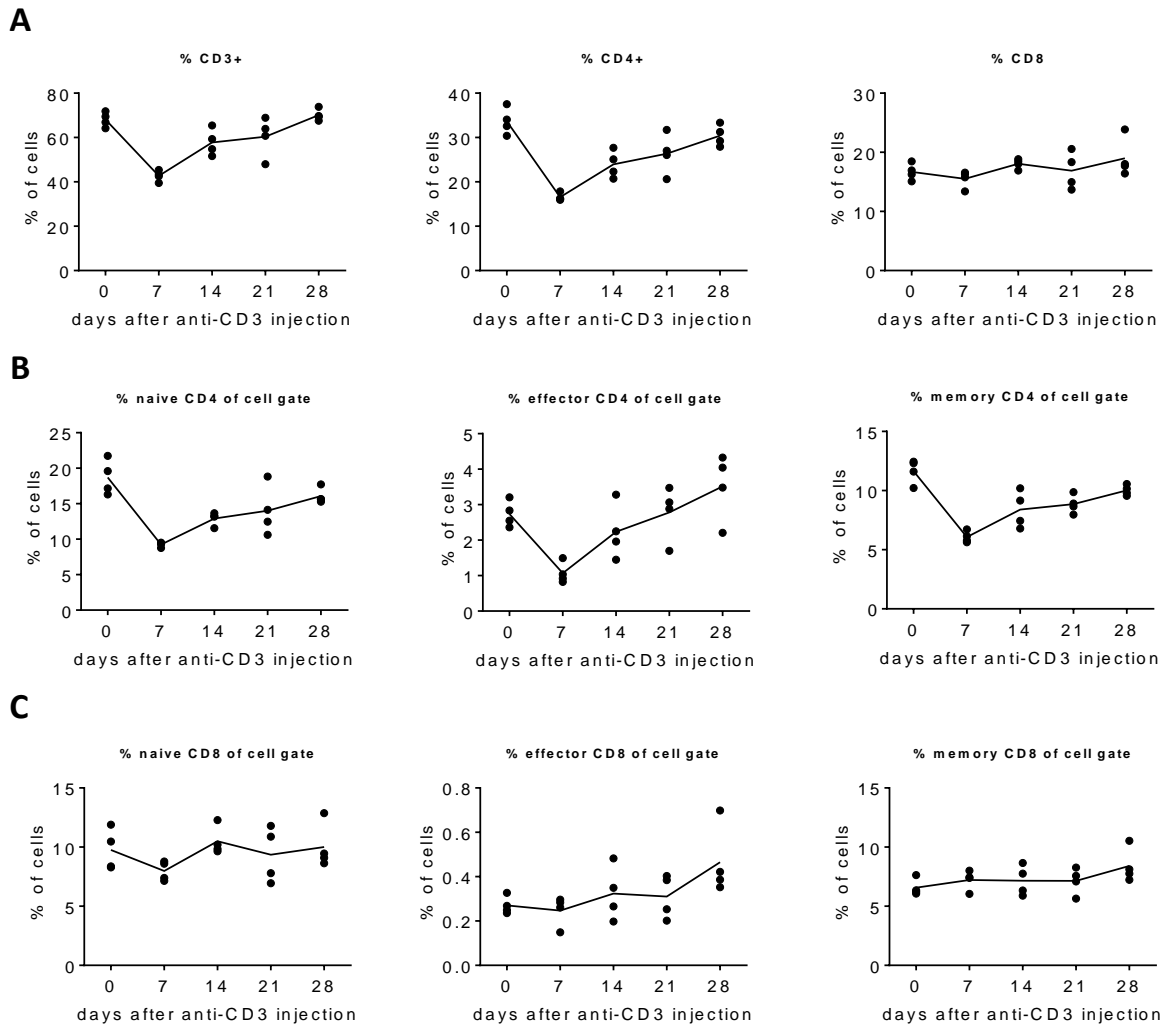 A
% CD3+
% CD4+
% CD8
80
60
40
20
0
% of cells
0 7 14 21 28
days after anti-CD3 injection
40
30
20
10
0
% of cells
0 7 14 21 28
days after anti-CD3 injection
30
20
10
0
% of cells
0 7 14 21 28
days after anti-CD3 injection
B
% naive CD4 of cell gate
% effector CD4 of cell gate
% memory CD4 of cell gate
25
20
15
10
5
0
% of cells
0 7 14 21 28
days after anti-CD3 injection
5
4
3
2
1
0
% of cells
0 7 14 21 28
days after anti-CD3 injection
15
10
5
0
% of cells
0 7 14 21 28
days after anti-CD3 injection
C
% naive CD8 of cell gate
% effector CD8 of cell gate
% memory CD8 of cell gate
15
10
5
0
% of cells
0 7 14 21 28
days after anti-CD3 injection
0.8
0.6
0.4
0.2
0.0
% of cells
0 7 14 21 28
days after anti-CD3 injection
15
10
5
0
% of cells
0 7 14 21 28
days after anti-CD3 injection